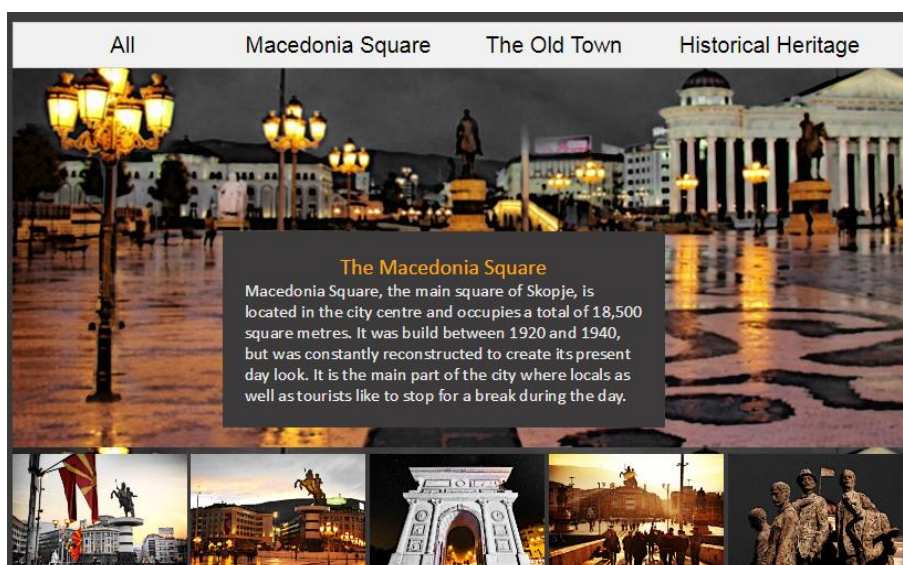 All
Macedonia Square
The Old Town
Historical Heritage
The Macedonia Square
Macedonia Square, the main square of Skopje, is
located in the city centre and occupies a total of 18,500
square metres. It was build between 1920 and 1940,
but was constantly reconstructed to create its present
day look. It is the main part of the city where locals as
well as tourists like to stop for a break during the day.